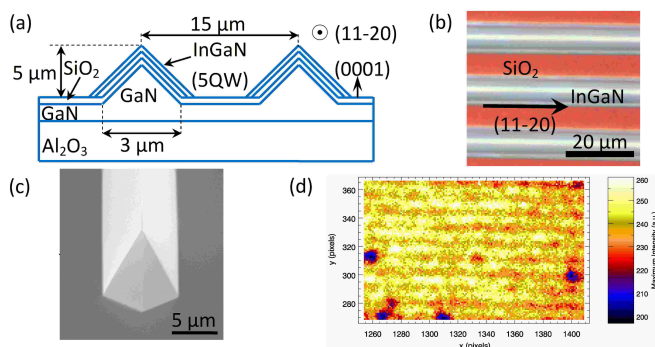 (a)
15 µm
InGaN
(5QW)
(11-20)
(0001)
5 µm
SiO2
GaN
GaN
3 µm
Al2O3
(b)
SiO2
InGaN
(11-20)
20 µm
(c)
5 µm
(d)
360
340
320
300
280
y (pixels)
1260 1280 1300 1320 1340 1360 1380 1400
x (pixels)
260
250
240
230
220
210
200
Maximum Intensity (a.u.)